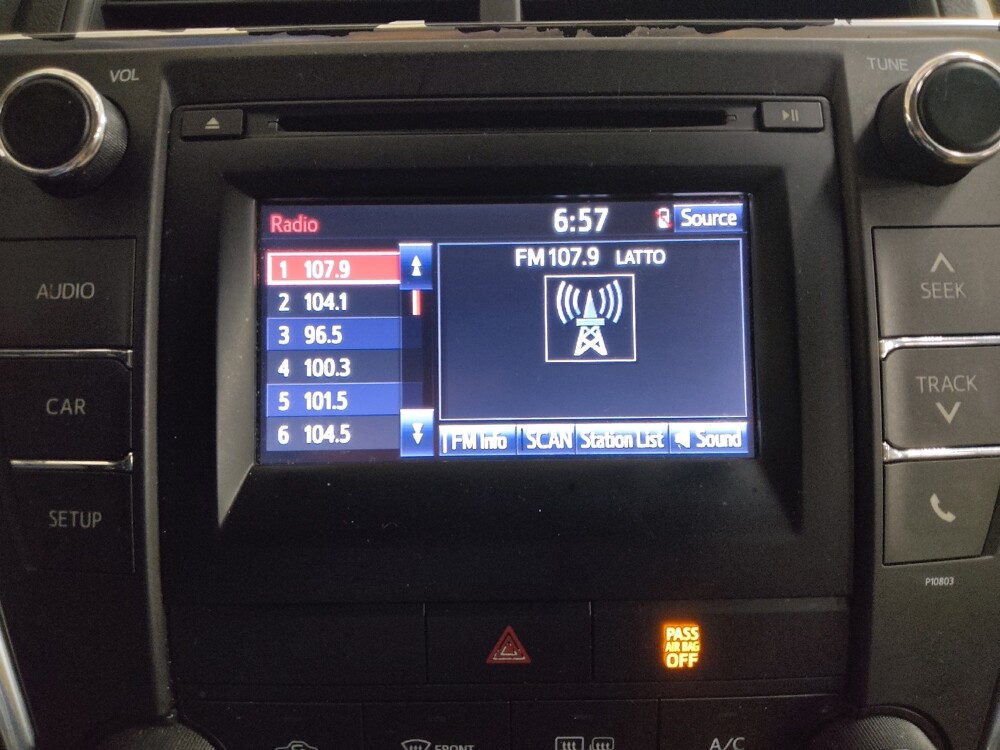 VOL
TUNE
Radio
6:57
Source
1 107.9
2 104.1
3 96.5
4 100.3
5 101.5
6 104.5
FM 107.9 LATTO
FM Info
SCAN
Station List
Sound
AUDIO
CAR
SETUP
SEEK
TRACK
P10803
PASS
AIR BAG
OFF
FRONT
A/C